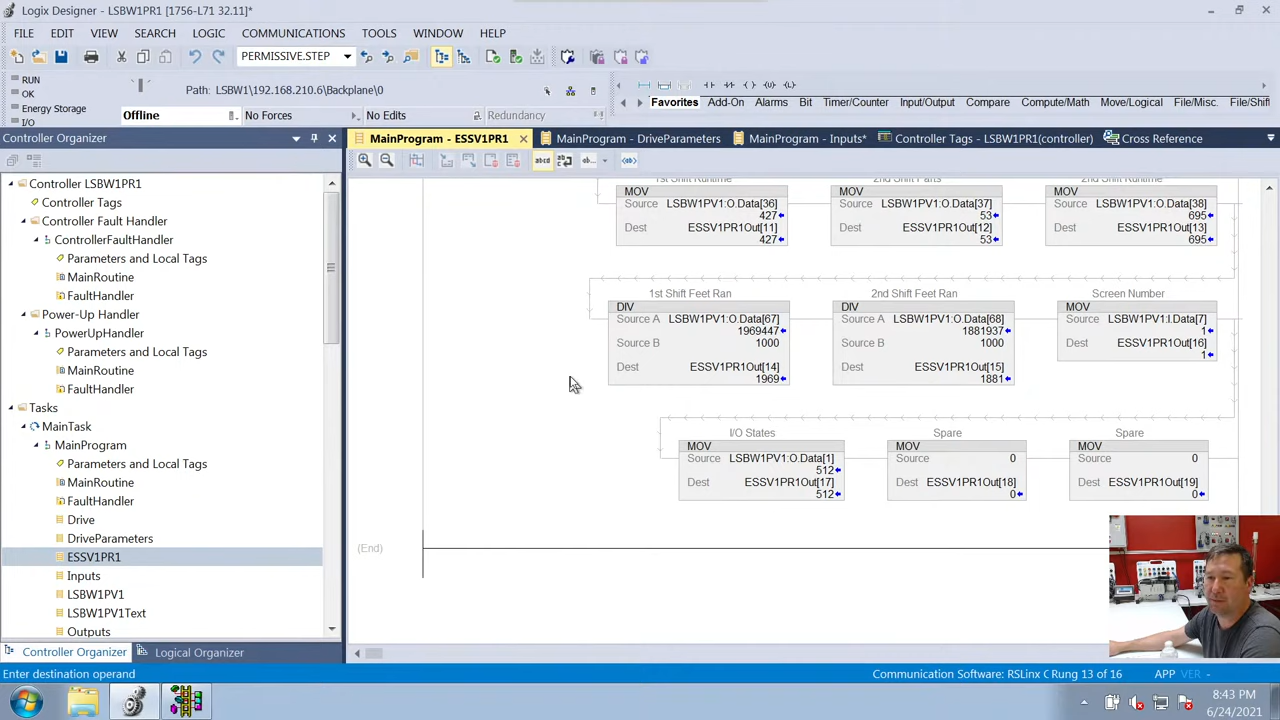 Logix Designer - LSBW1PR1 [1756-L71 32.11]*
FILE EDIT VIEW SEARCH LOGIC COMMUNICATIONS TOOLS WINDOW HELP
PERMISSIVE.STEP
RUN
OK
Energy Storage
I/O
Path: LSBW1\192.168.210.6\Backplane\0
Offline No Forces No Edits Redundancy
Favorites Add-On Alarms Bit Timer/Counter Input/Output Compare Compute/Math Move/Logical File/Misc. File/Shift
Controller Organizer
MainProgram - ESSV1PR1 MainProgram - DriveParameters MainProgram - Inputs* Controller Tags - LSBW1PR1(controller) Cross Reference
Controller LSBW1PR1
Controller Tags
Controller Fault Handler
ControllerFaultHandler
Parameters and Local Tags
MainRoutine
FaultHandler
Power-Up Handler
PowerUpHandler
Parameters and Local Tags
MainRoutine
FaultHandler
Tasks
MainTask
MainProgram
Parameters and Local Tags
MainRoutine
FaultHandler
Drive
DriveParameters
ESSV1PR1
Inputs
LSBW1PV1
LSBW1PV1Text
Outputs
Controller Organizer Logical Organizer
1st Shift Runtime 2nd Shift Parts 2nd Shift Runtime
MOV MOV MOV
Source LSBW1PV1:O.Data[36] Source LSBW1PV1:O.Data[37] Source LSBW1PV1:O.Data[38]
427 53 695
Dest ESSV1PR1Out[11] Dest ESSV1PR1Out[12] Dest ESSV1PR1Out[13]
427 53 695
1st Shift Feet Ran 2nd Shift Feet Ran Screen Number
DIV DIV MOV
Source A LSBW1PV1:O.Data[67] Source A LSBW1PV1:O.Data[68] Source LSBW1PV1:I.Data[7]
1969447 1881937 1
Source B 1000 Source B 1000 Dest ESSV1PR1Out[16]
1
Dest ESSV1PR1Out[14] Dest ESSV1PR1Out[15]
1969 1881
I/O States Spare Spare
MOV MOV MOV
Source LSBW1PV1:O.Data[1] Source 0 Source 0
512
Dest ESSV1PR1Out[17] Dest ESSV1PR1Out[18] Dest ESSV1PR1Out[19]
512 0 0
(End)
Enter destination operand
Communication Software: RSLinx C Rung 13 of 16 APP VER -
8:43 PM
6/24/2021